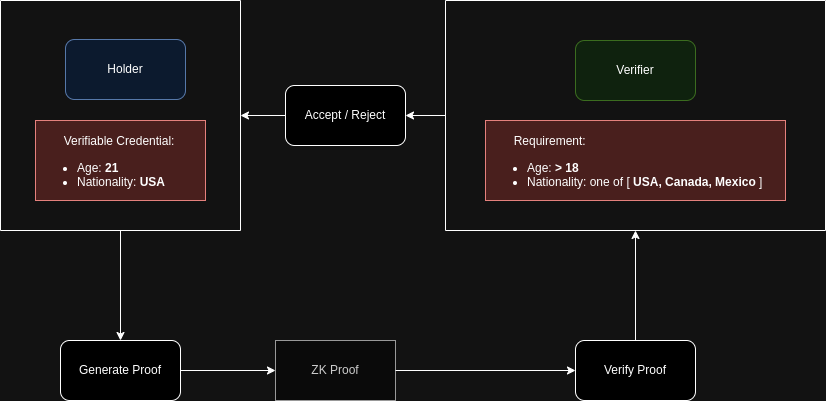 Holder
Verifiable Credential:
• Age: 21
• Nationality: USA
Accept / Reject
Verifier
Requirement:
• Age: > 18
• Nationality: one of [ USA, Canada, Mexico ]
Generate Proof
ZK Proof
Verify Proof